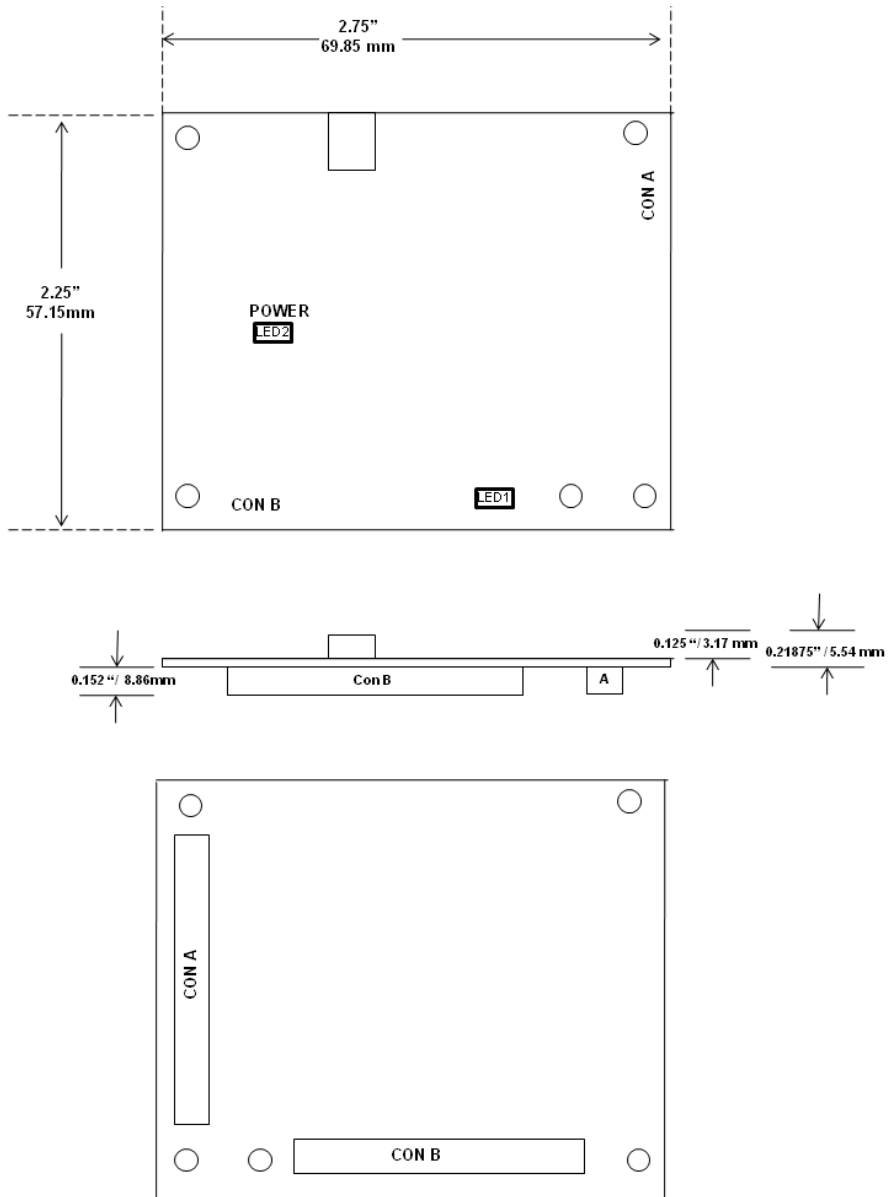 2.75”
69.85 mm
CON A
2.25”
57.15mm
POWER
LED2
CON B
LED1
0.125 “/ 3.17 mm
0.21875” / 5.54 mm
0.152 “/ 8.86mm
Con B
A
CON A
CON B